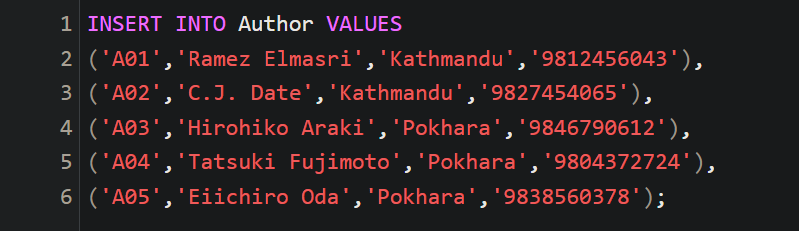 1 INSERT INTO Author VALUES
2 ('A01','Ramez Elmasri','Kathmandu','9812456043'),
3 ('A02','C.J. Date','Kathmandu','9827454065'),
4 ('A03','Hirohiko Araki','Pokhara','9846790612'),
5 ('A04','Tatsuki Fujimoto','Pokhara','9804372724'),
6 ('A05','Eiichiro Oda','Pokhara','9838560378');